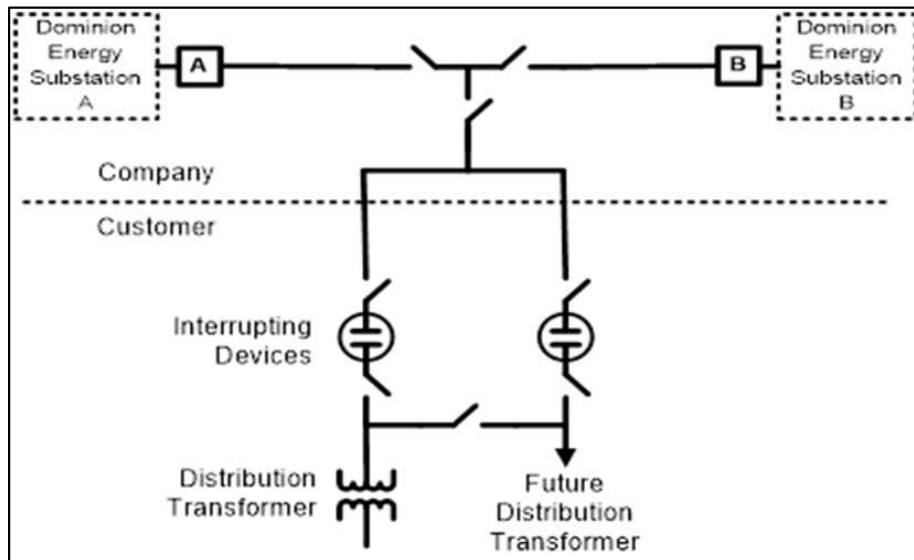 Dominion
Energy
Substation
A
A
B
Dominion
Energy
Substation
B
Company
Customer
Interrupting
Devices
Distribution
Transformer
Future
Distribution
Transformer